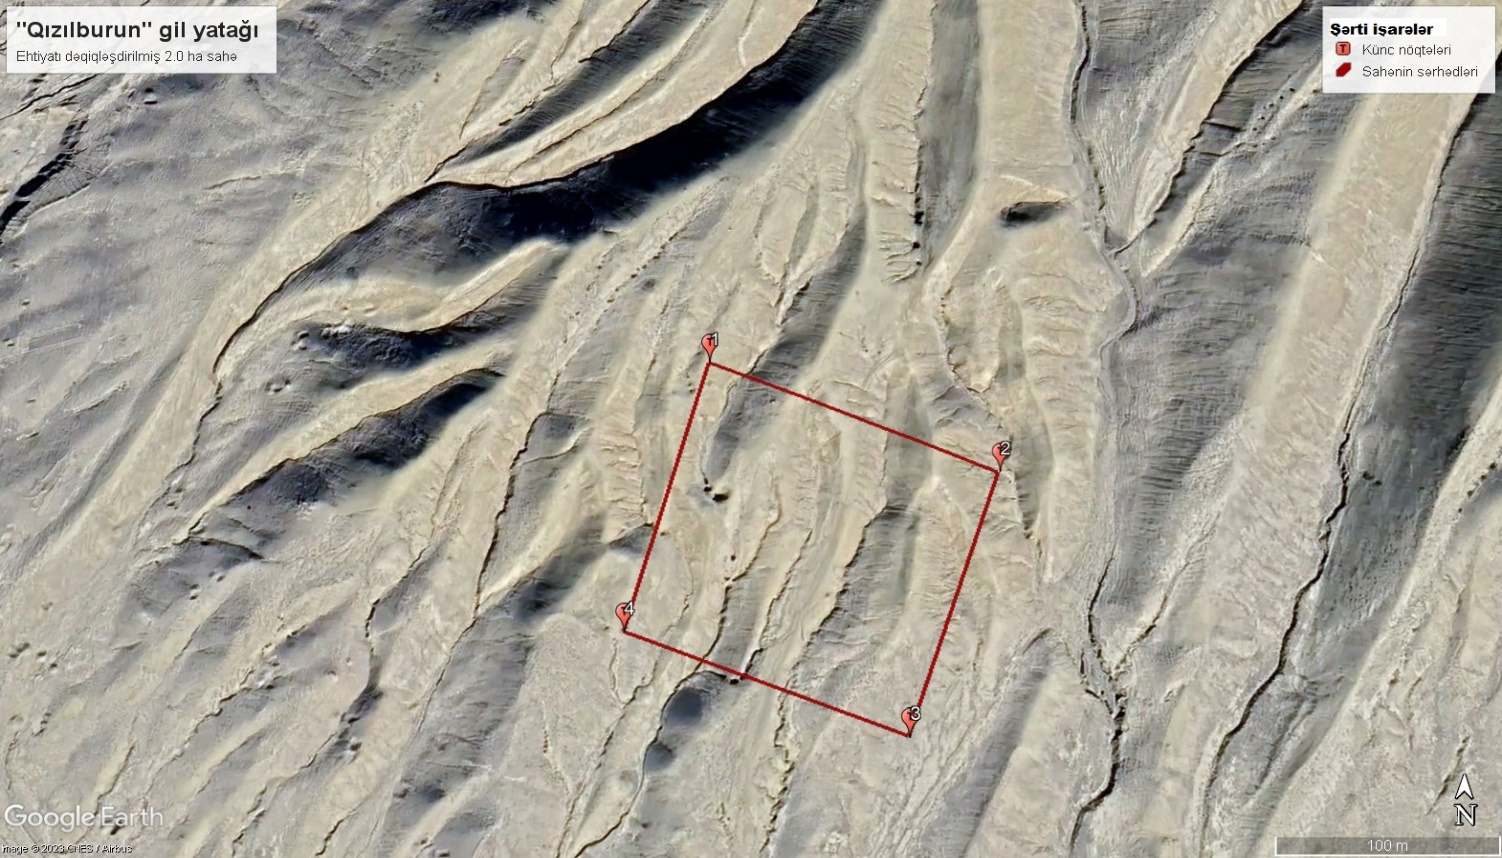 "Qızılburun" gil yatağı
Ehtiyatı dəqiqləşdirilmiş 2.0 ha sahə
Şərti işarələr
T Künc nöqtələri
Sahənin sərhədləri
1
2
4
3
Google Earth
Image © 2023 CNES / Airbus
N
100 m